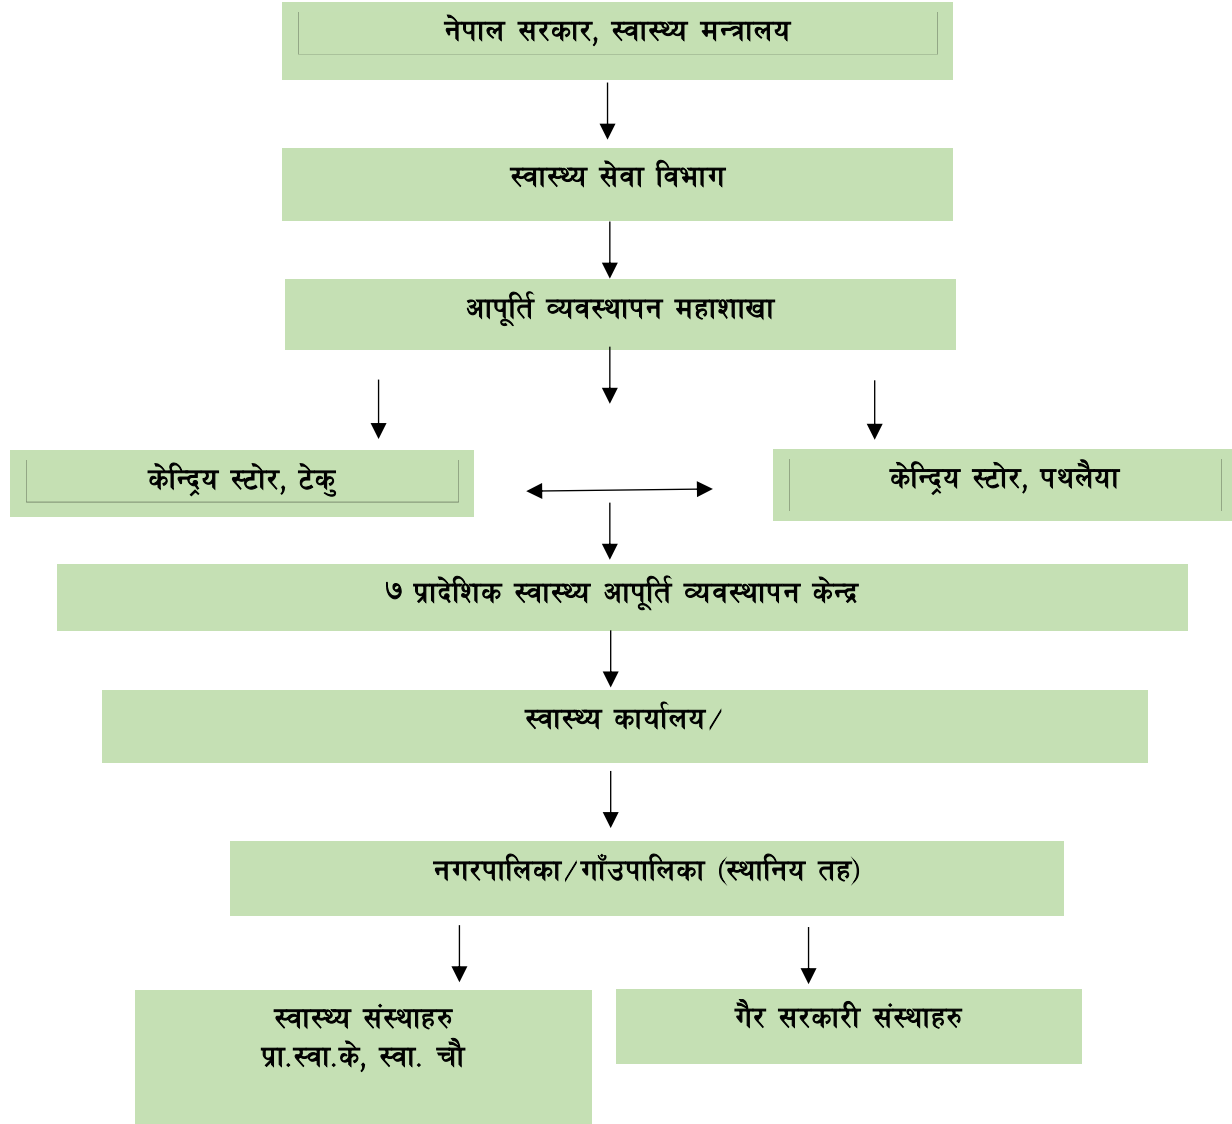 नेपाल सरकार, स्वास्थ्य मन्त्रालय
स्वास्थ्य सेवा विभाग
आपूर्ति व्यवस्थापन महाशाखा
केन्द्रिय स्टोर, टेकु
केन्द्रिय स्टोर, पथलैया
७ प्रादेशिक स्वास्थ्य आपूर्ति व्यवस्थापन केन्द्र
स्वास्थ्य कार्यालय/
नगरपालिका/गाँउपालिका (स्थानिय तह)
स्वास्थ्य संस्थाहरु
प्रा.स्वा.के, स्वा. चौ
गैर सरकारी संस्थाहरु